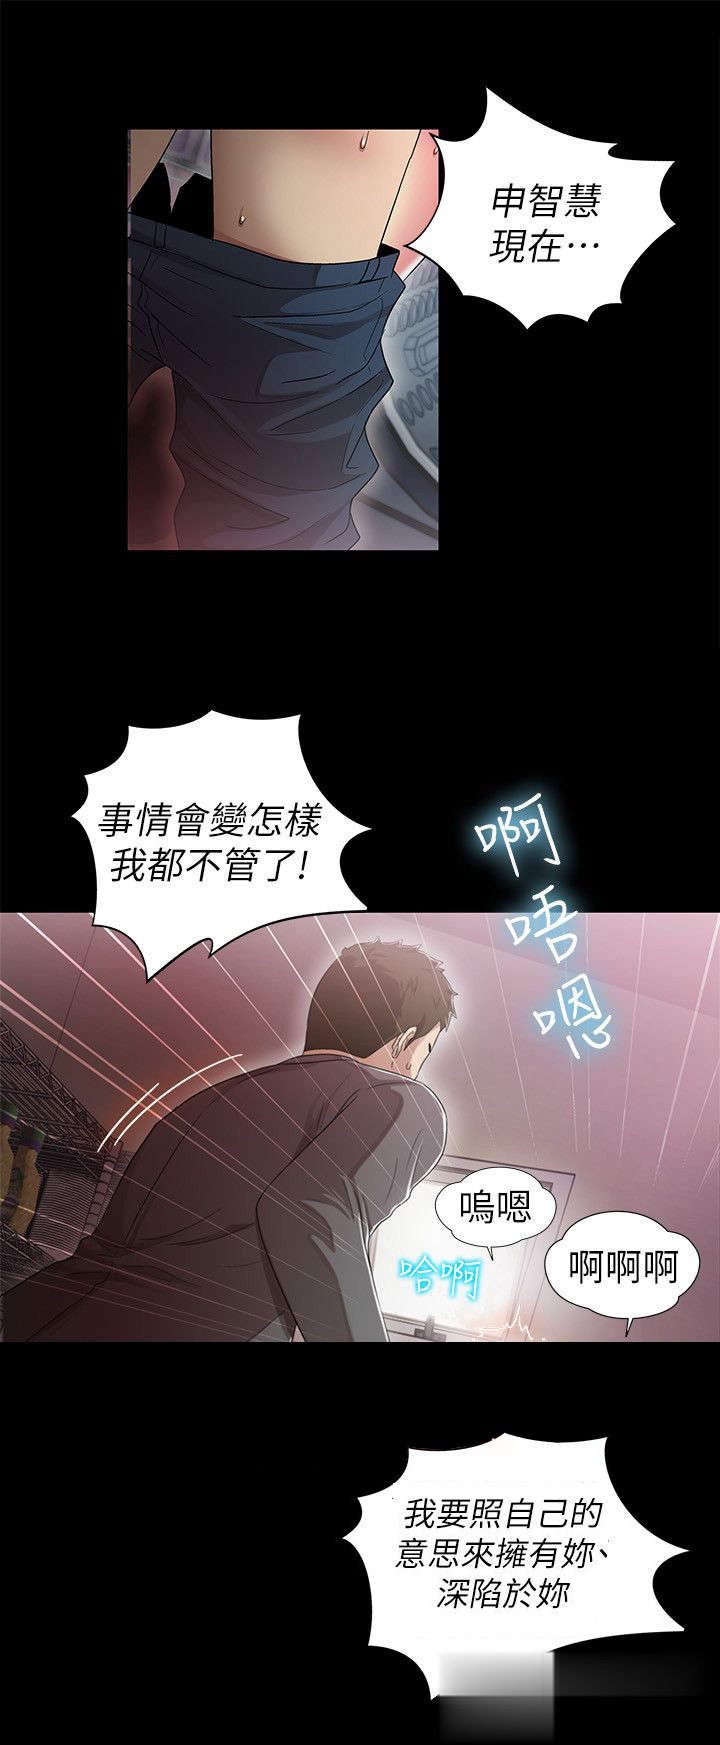 申智慧
現在…
事情會變怎樣
我都不管了!
啊
唔
嗯
嗚嗯
哈啊
啊啊啊
我要照自己的
意思來擁有妳、
深陷於妳